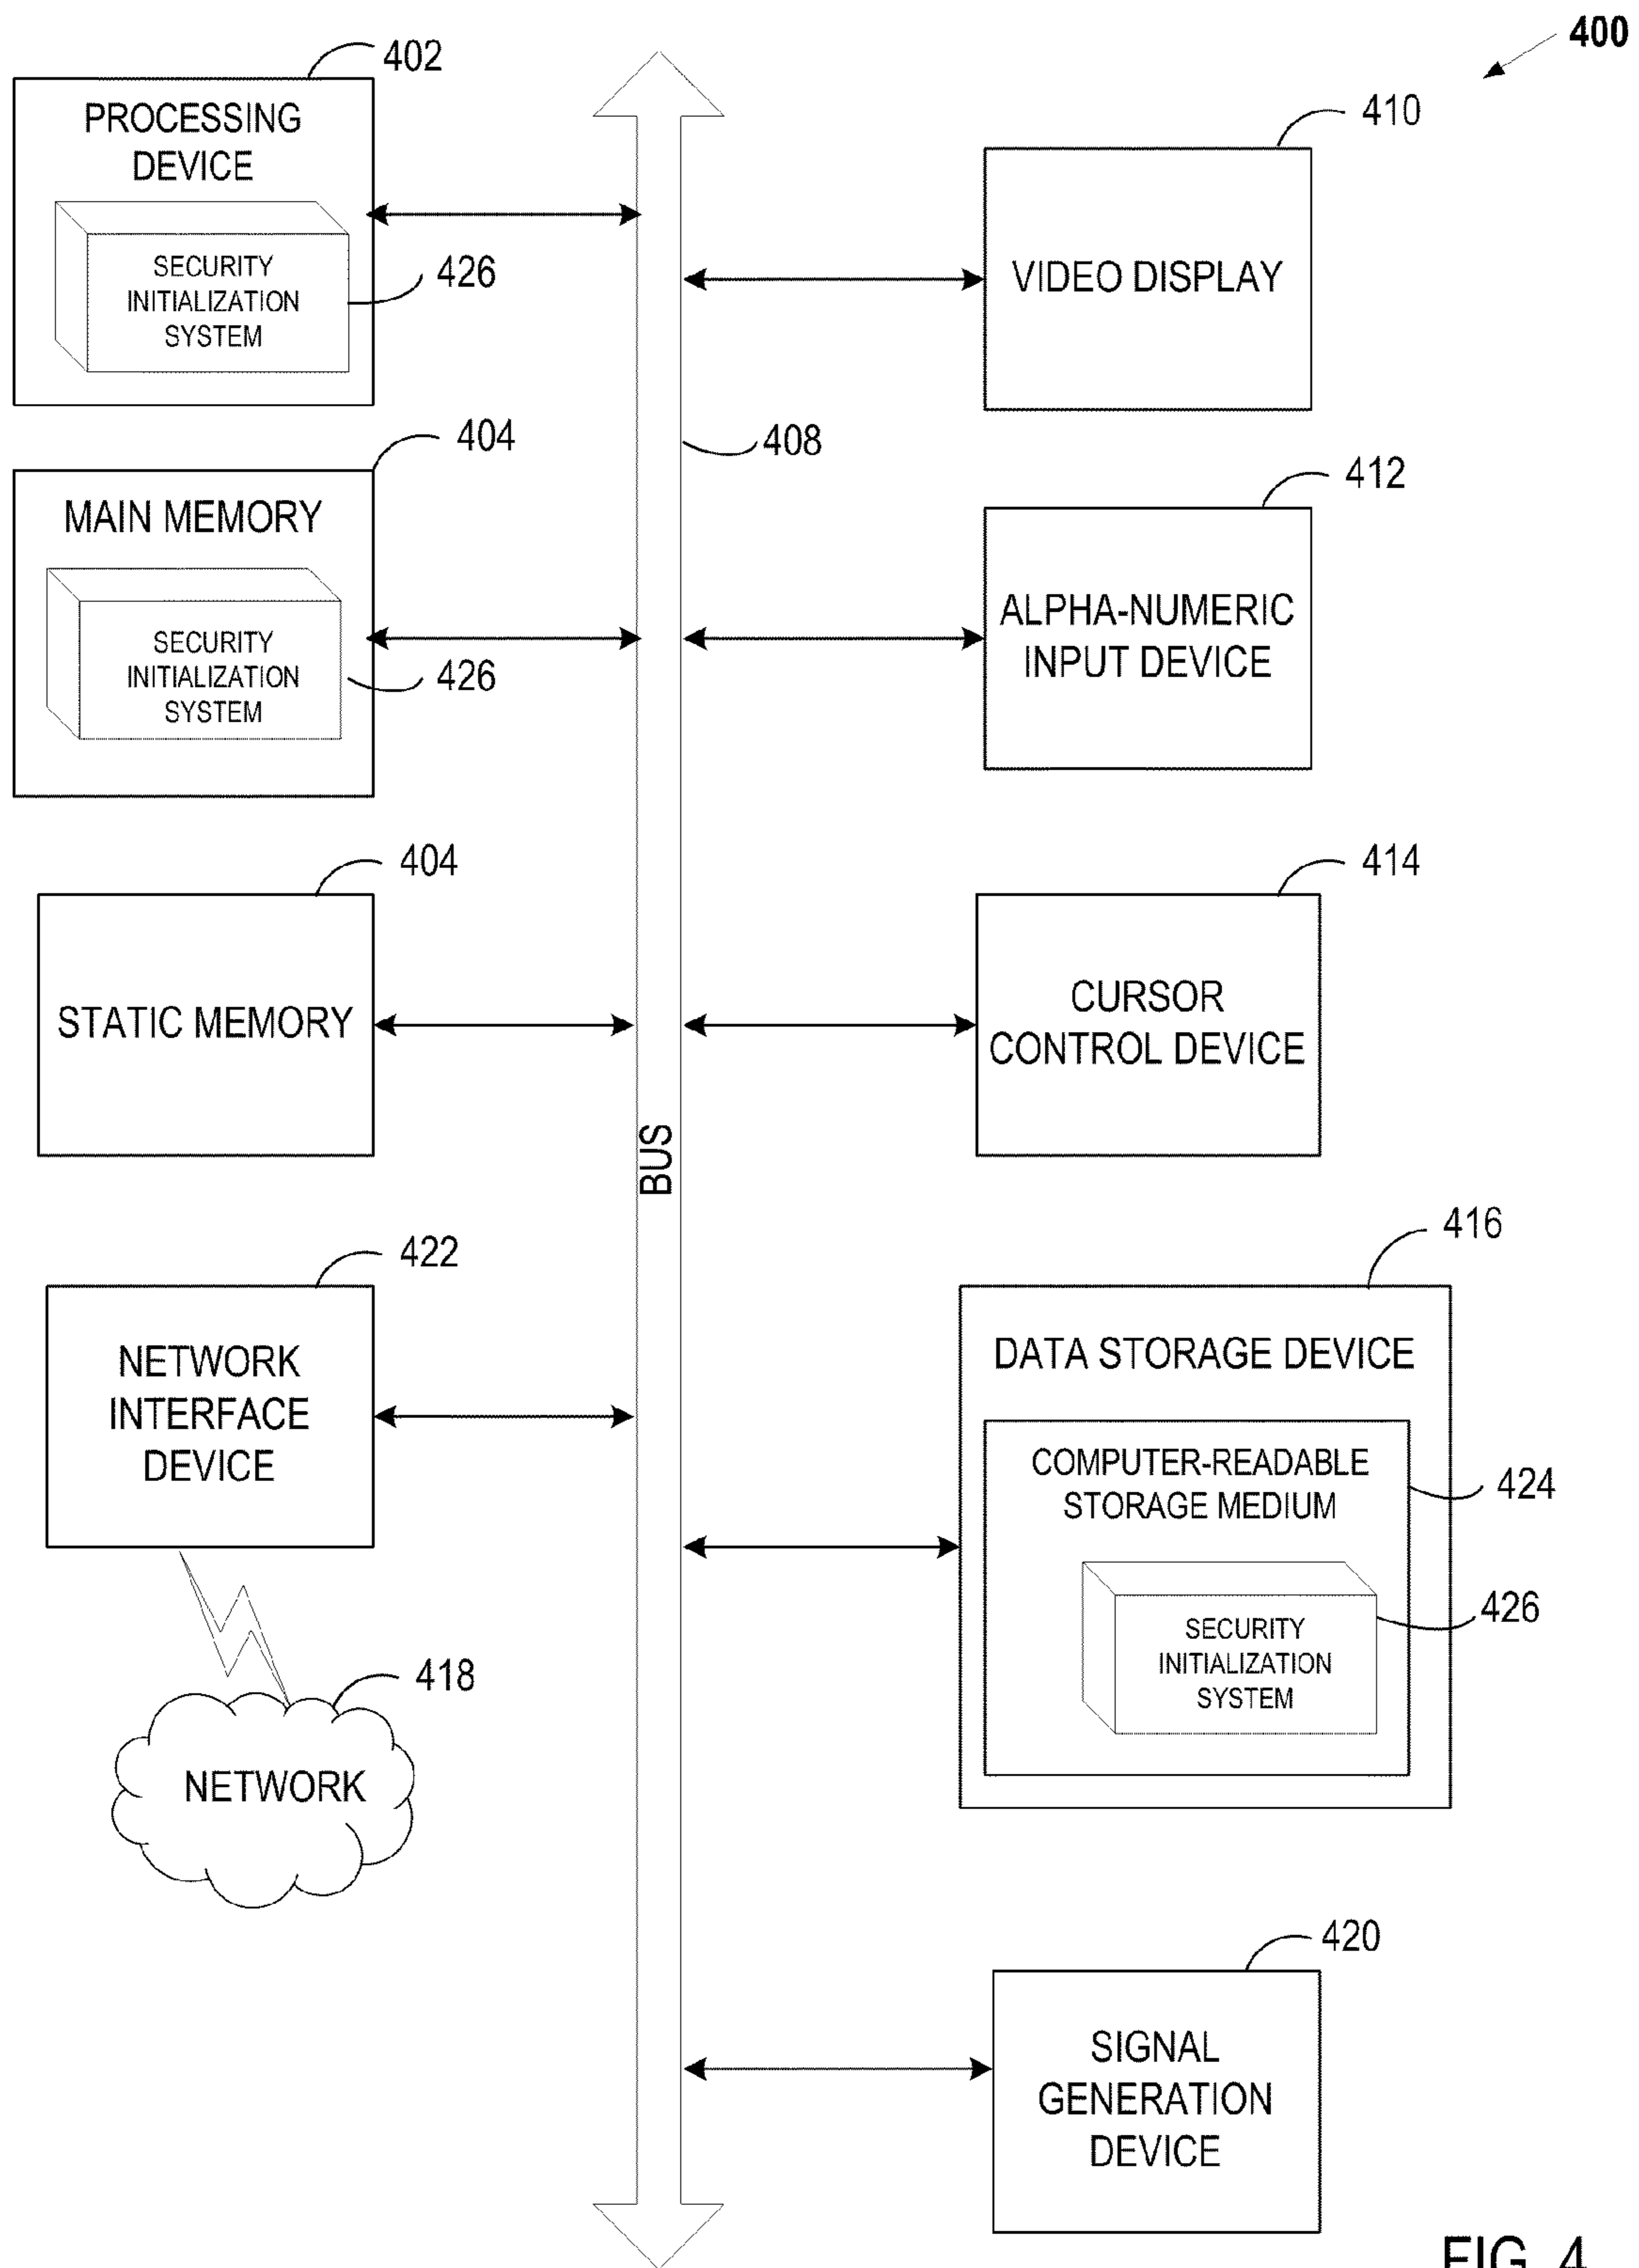 400
402
PROCESSING
DEVICE
SECURITY
INITIALIZATION
SYSTEM
426
410
VIDEO DISPLAY
404
MAIN MEMORY
SECURITY
INITIALIZATION
SYSTEM
426
408
412
ALPHA-NUMERIC
INPUT DEVICE
404
STATIC MEMORY
414
CURSOR
CONTROL DEVICE
BUS
422
NETWORK
INTERFACE
DEVICE
416
DATA STORAGE DEVICE
COMPUTER-READABLE
STORAGE MEDIUM
424
SECURITY
INITIALIZATION
SYSTEM
426
418
NETWORK
420
SIGNAL
GENERATION
DEVICE
FIG. 4